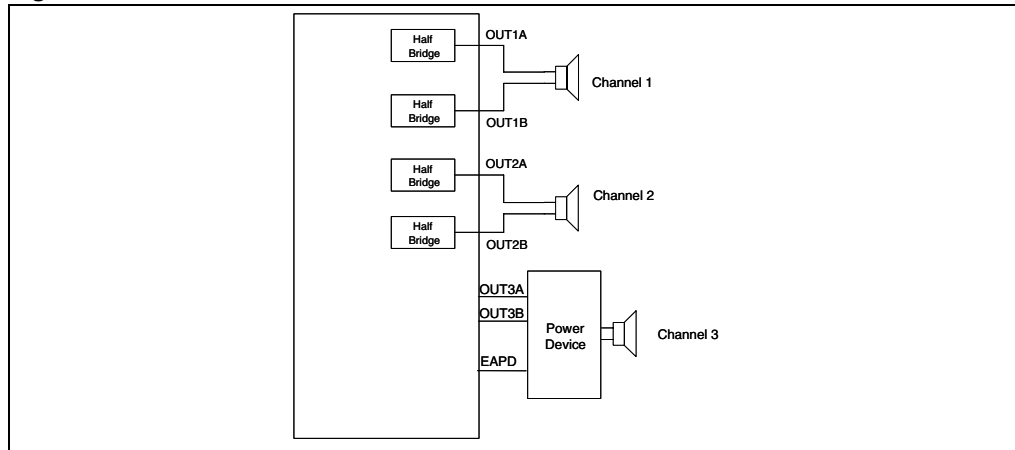 Half
Bridge
OUT1A
Channel 1
Half
Bridge
OUT1B
Half
Bridge
OUT2A
Channel 2
Half
Bridge
OUT2B
OUT3A
OUT3B
Power
Device
Channel 3
EAPD